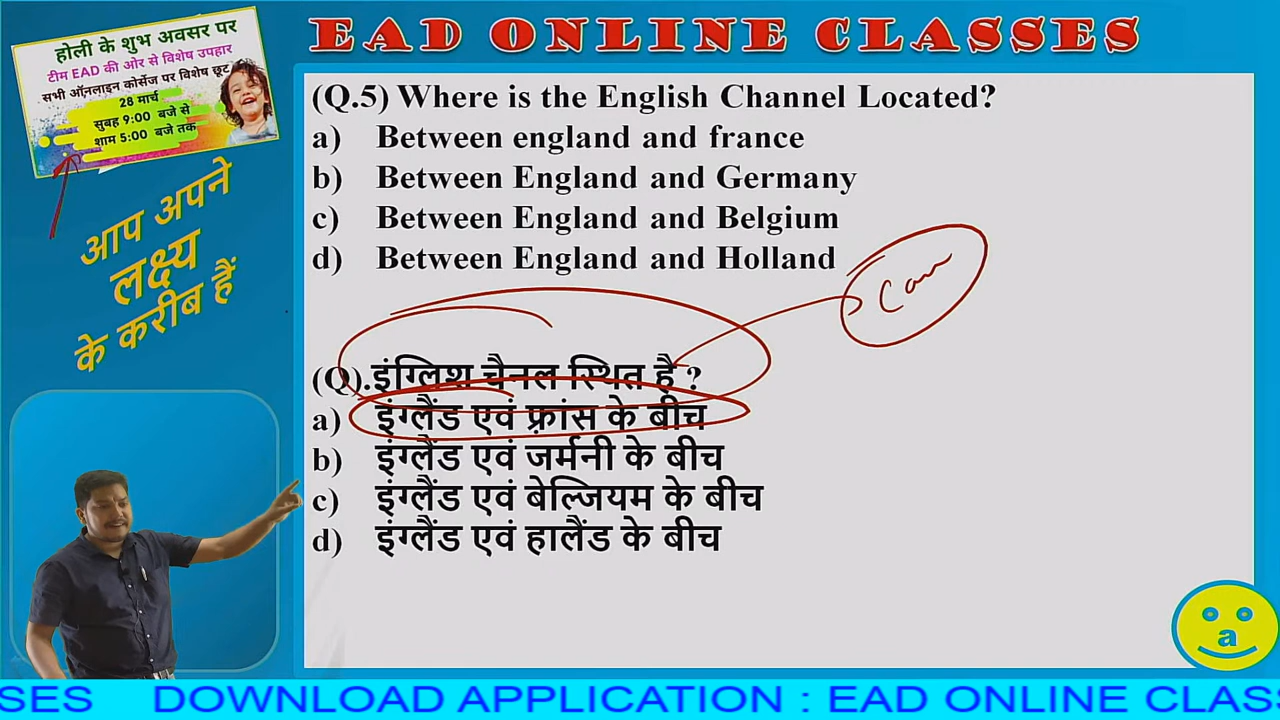 होली के शुभ अवसर पर
टीम EAD की ओर से विशेष उपहार
सभी ऑनलाइन कोर्सेज पर विशेष छूट
28 मार्च
सुबह 9:00 बजे से
शाम 5:00 बजे तक
आप अपने
लक्ष्य
के करीब हैं
EAD ONLINE CLASSES
(Q.5) Where is the English Channel Located?
a) Between england and france
b) Between England and Germany
c) Between England and Belgium
d) Between England and Holland
(Q).इंग्लिश चैनल स्थित है ?
a) इंग्लैंड एवं फ़्रांस के बीच
b) इंग्लैंड एवं जर्मनी के बीच
c) इंग्लैंड एवं बेल्जियम के बीच
d) इंग्लैंड एवं हालैंड के बीच
a
SES DOWNLOAD APPLICATION : EAD ONLINE CLAS